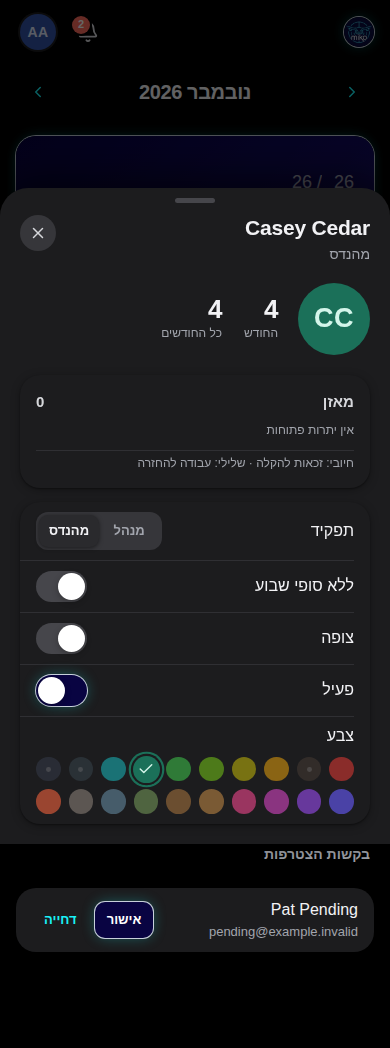 AA
2
mixp
נובמבר 2026
26 / 26
Casey Cedar
מהנדס
CC
4
החודש
4
כל החודשים
מאזן
0
אין יתרות פתוחות
חיובי: זכאות להקלה · שלילי: עבודה להחזרה
תפקיד
מנהל
מהנדס
ללא סופי שבוע
צופה
פעיל
צבע
בקשות הצטרפות
Pat Pending
pending@example.invalid
אישור
דחייה